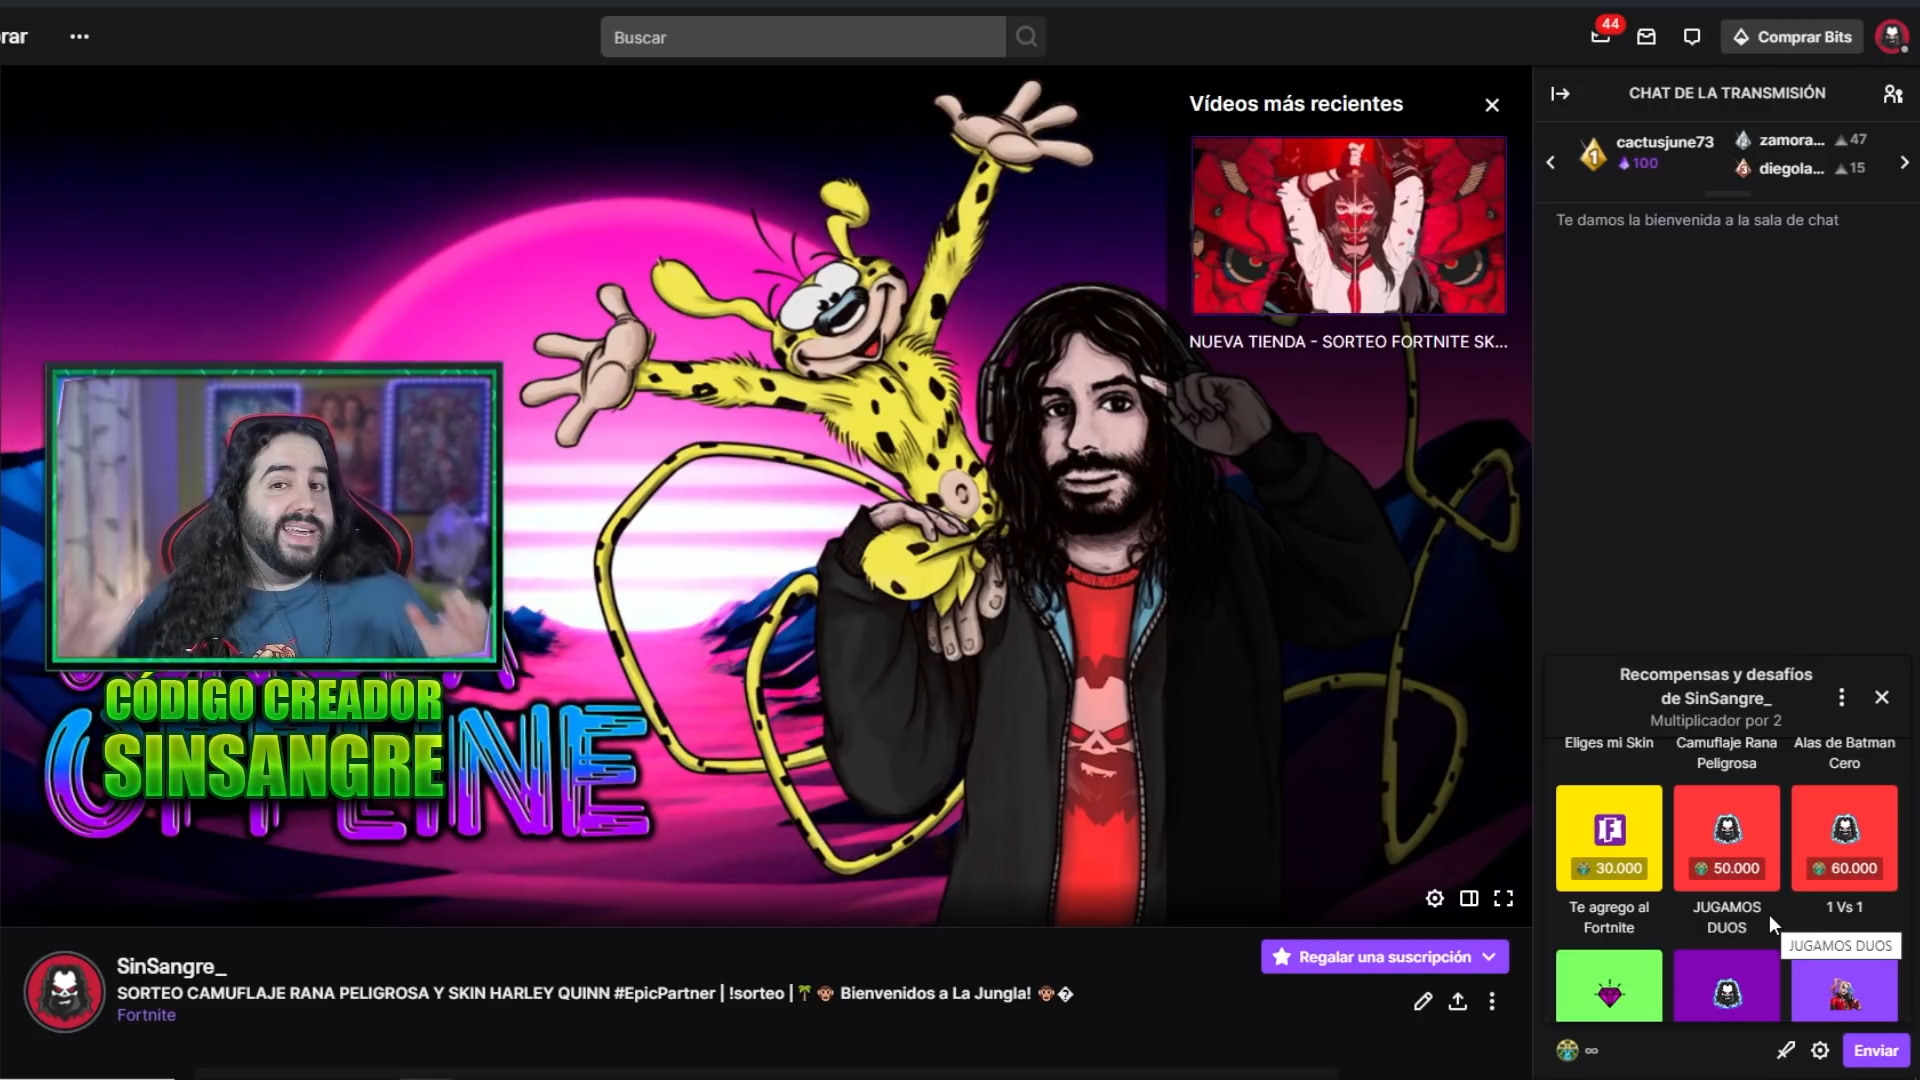 rar
Buscar
44
Comprar Bits
Vídeos más recientes
NUEVA TIENDA - SORTEO FORTNITE SK...
CHAT DE LA TRANSMISIÓN
1
cactusjune73
100
2
zamora...
47
3
diegola...
15
Te damos la bienvenida a la sala de chat
CÓDIGO CREADOR
SINSANGRE
OFFLINE
Recompensas y desafíos
de SinSangre_
Multiplicador por 2
Eliges mi Skin
Camuflaje Rana
Peligrosa
Alas de Batman
Cero
30.000
50.000
60.000
Te agrego al
Fortnite
JUGAMOS
DUOS
1 Vs 1
JUGAMOS DUOS
SinSangre_
SORTEO CAMUFLAJE RANA PELIGROSA Y SKIN HARLEY QUINN #EpicPartner | !sorteo | 🌴🐵 Bienvenidos a La Jungla! 🐵�
Fortnite
Regalar una suscripción
∞
Enviar